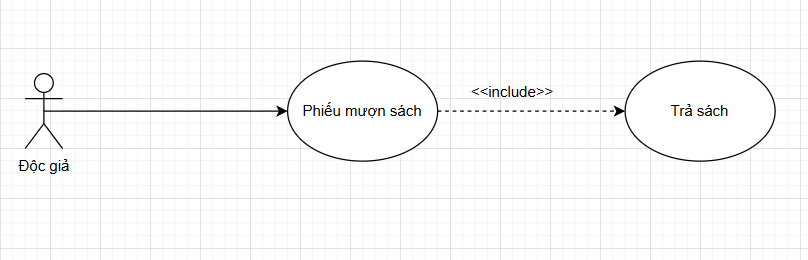 <<include>>
Phiếu mượn sách
Trả sách
Độc giả